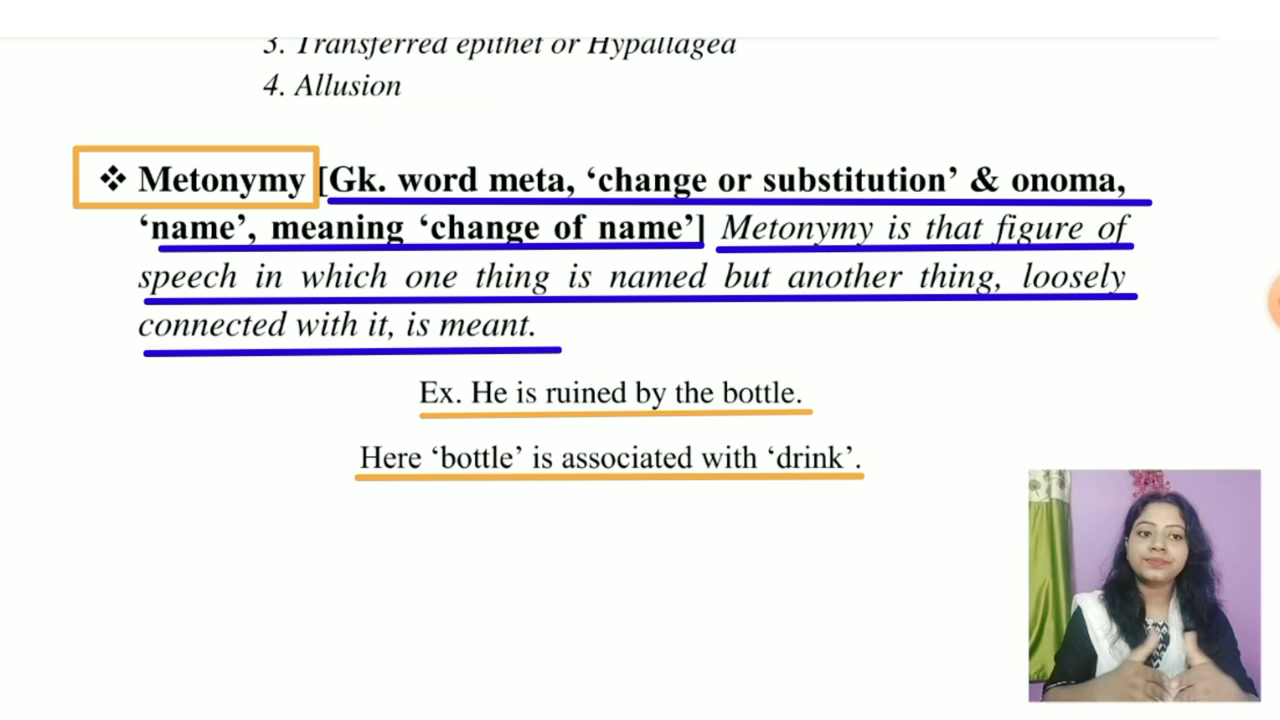 3. Transferred epithet or Hypallagea
4. Allusion
❖ Metonymy [Gk. word meta, ‘change or substitution’ & onoma,
‘name’, meaning ‘change of name’] Metonymy is that figure of
speech in which one thing is named but another thing, loosely
connected with it, is meant.
Ex. He is ruined by the bottle.
Here ‘bottle’ is associated with ‘drink’.